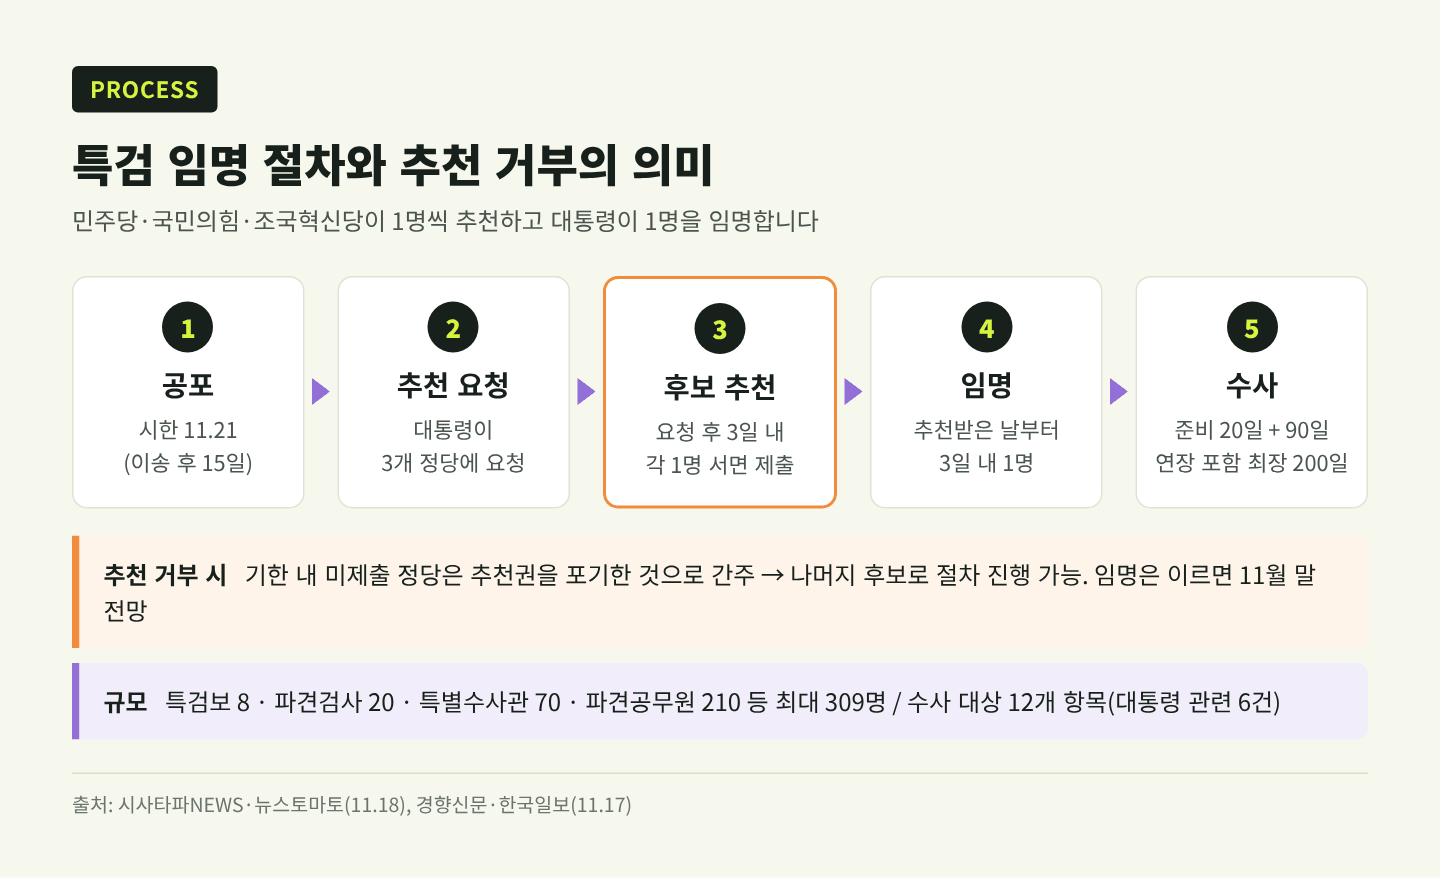 PROCESS
특검 임명 절차와 추천 거부의 의미
민주당·국민의힘·조국혁신당이 1명씩 추천하고 대통령이 1명을 임명합니다
1
공포
시한 11.21
(이송 후 15일)
2
추천 요청
대통령이
3개 정당에 요청
3
후보 추천
요청 후 3일 내
각 1명 서면 제출
4
임명
추천받은 날부터
3일 내 1명
5
수사
준비 20일 + 90일
연장 포함 최장 200일
추천 거부 시 기한 내 미제출 정당은 추천권을 포기한 것으로 간주 → 나머지 후보로 절차 진행 가능. 임명은 이르면 11월 말
전망
규모 특검보 8 · 파견검사 20 · 특별수사관 70 · 파견공무원 210 등 최대 309명 / 수사 대상 12개 항목(대통령 관련 6건)
출처: 시사타파NEWS·뉴스토마토(11.18), 경향신문·한국일보(11.17)